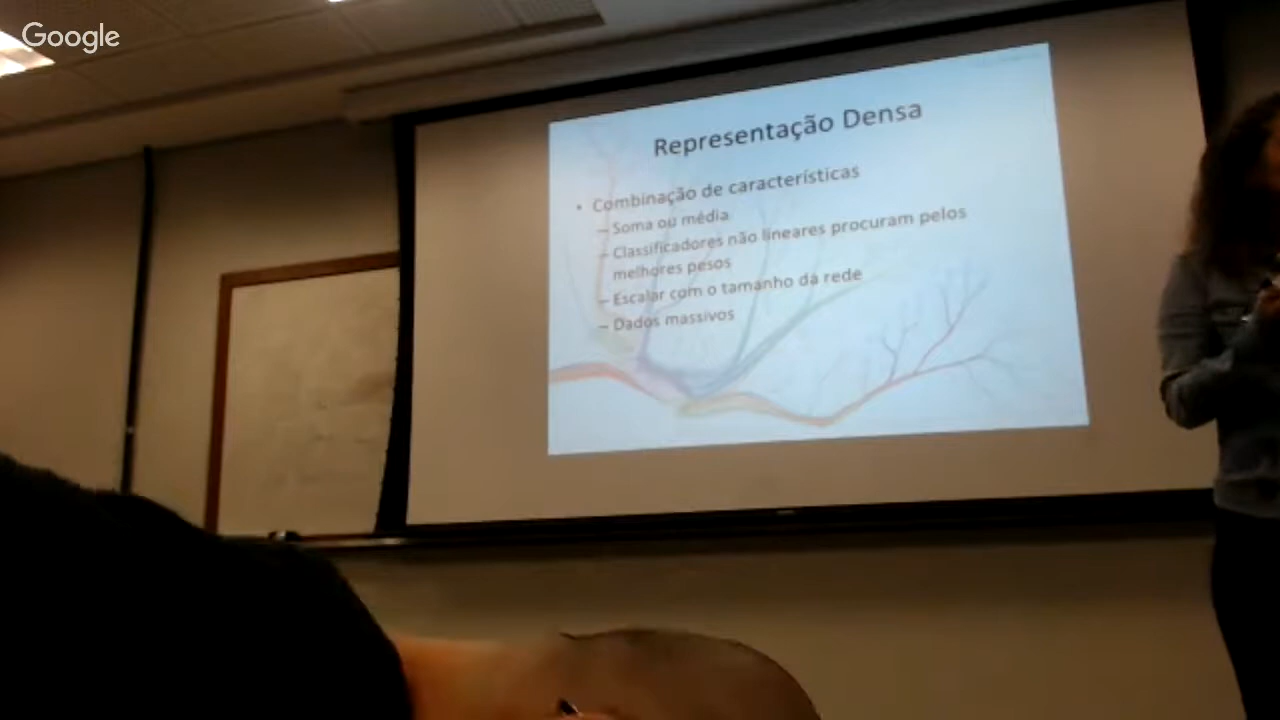 Google
Representação Densa
• Combinação de características
– Soma ou média
– Classificadores não lineares procuram pelos
melhores pesos
– Escalar com o tamanho da rede
– Dados massivos